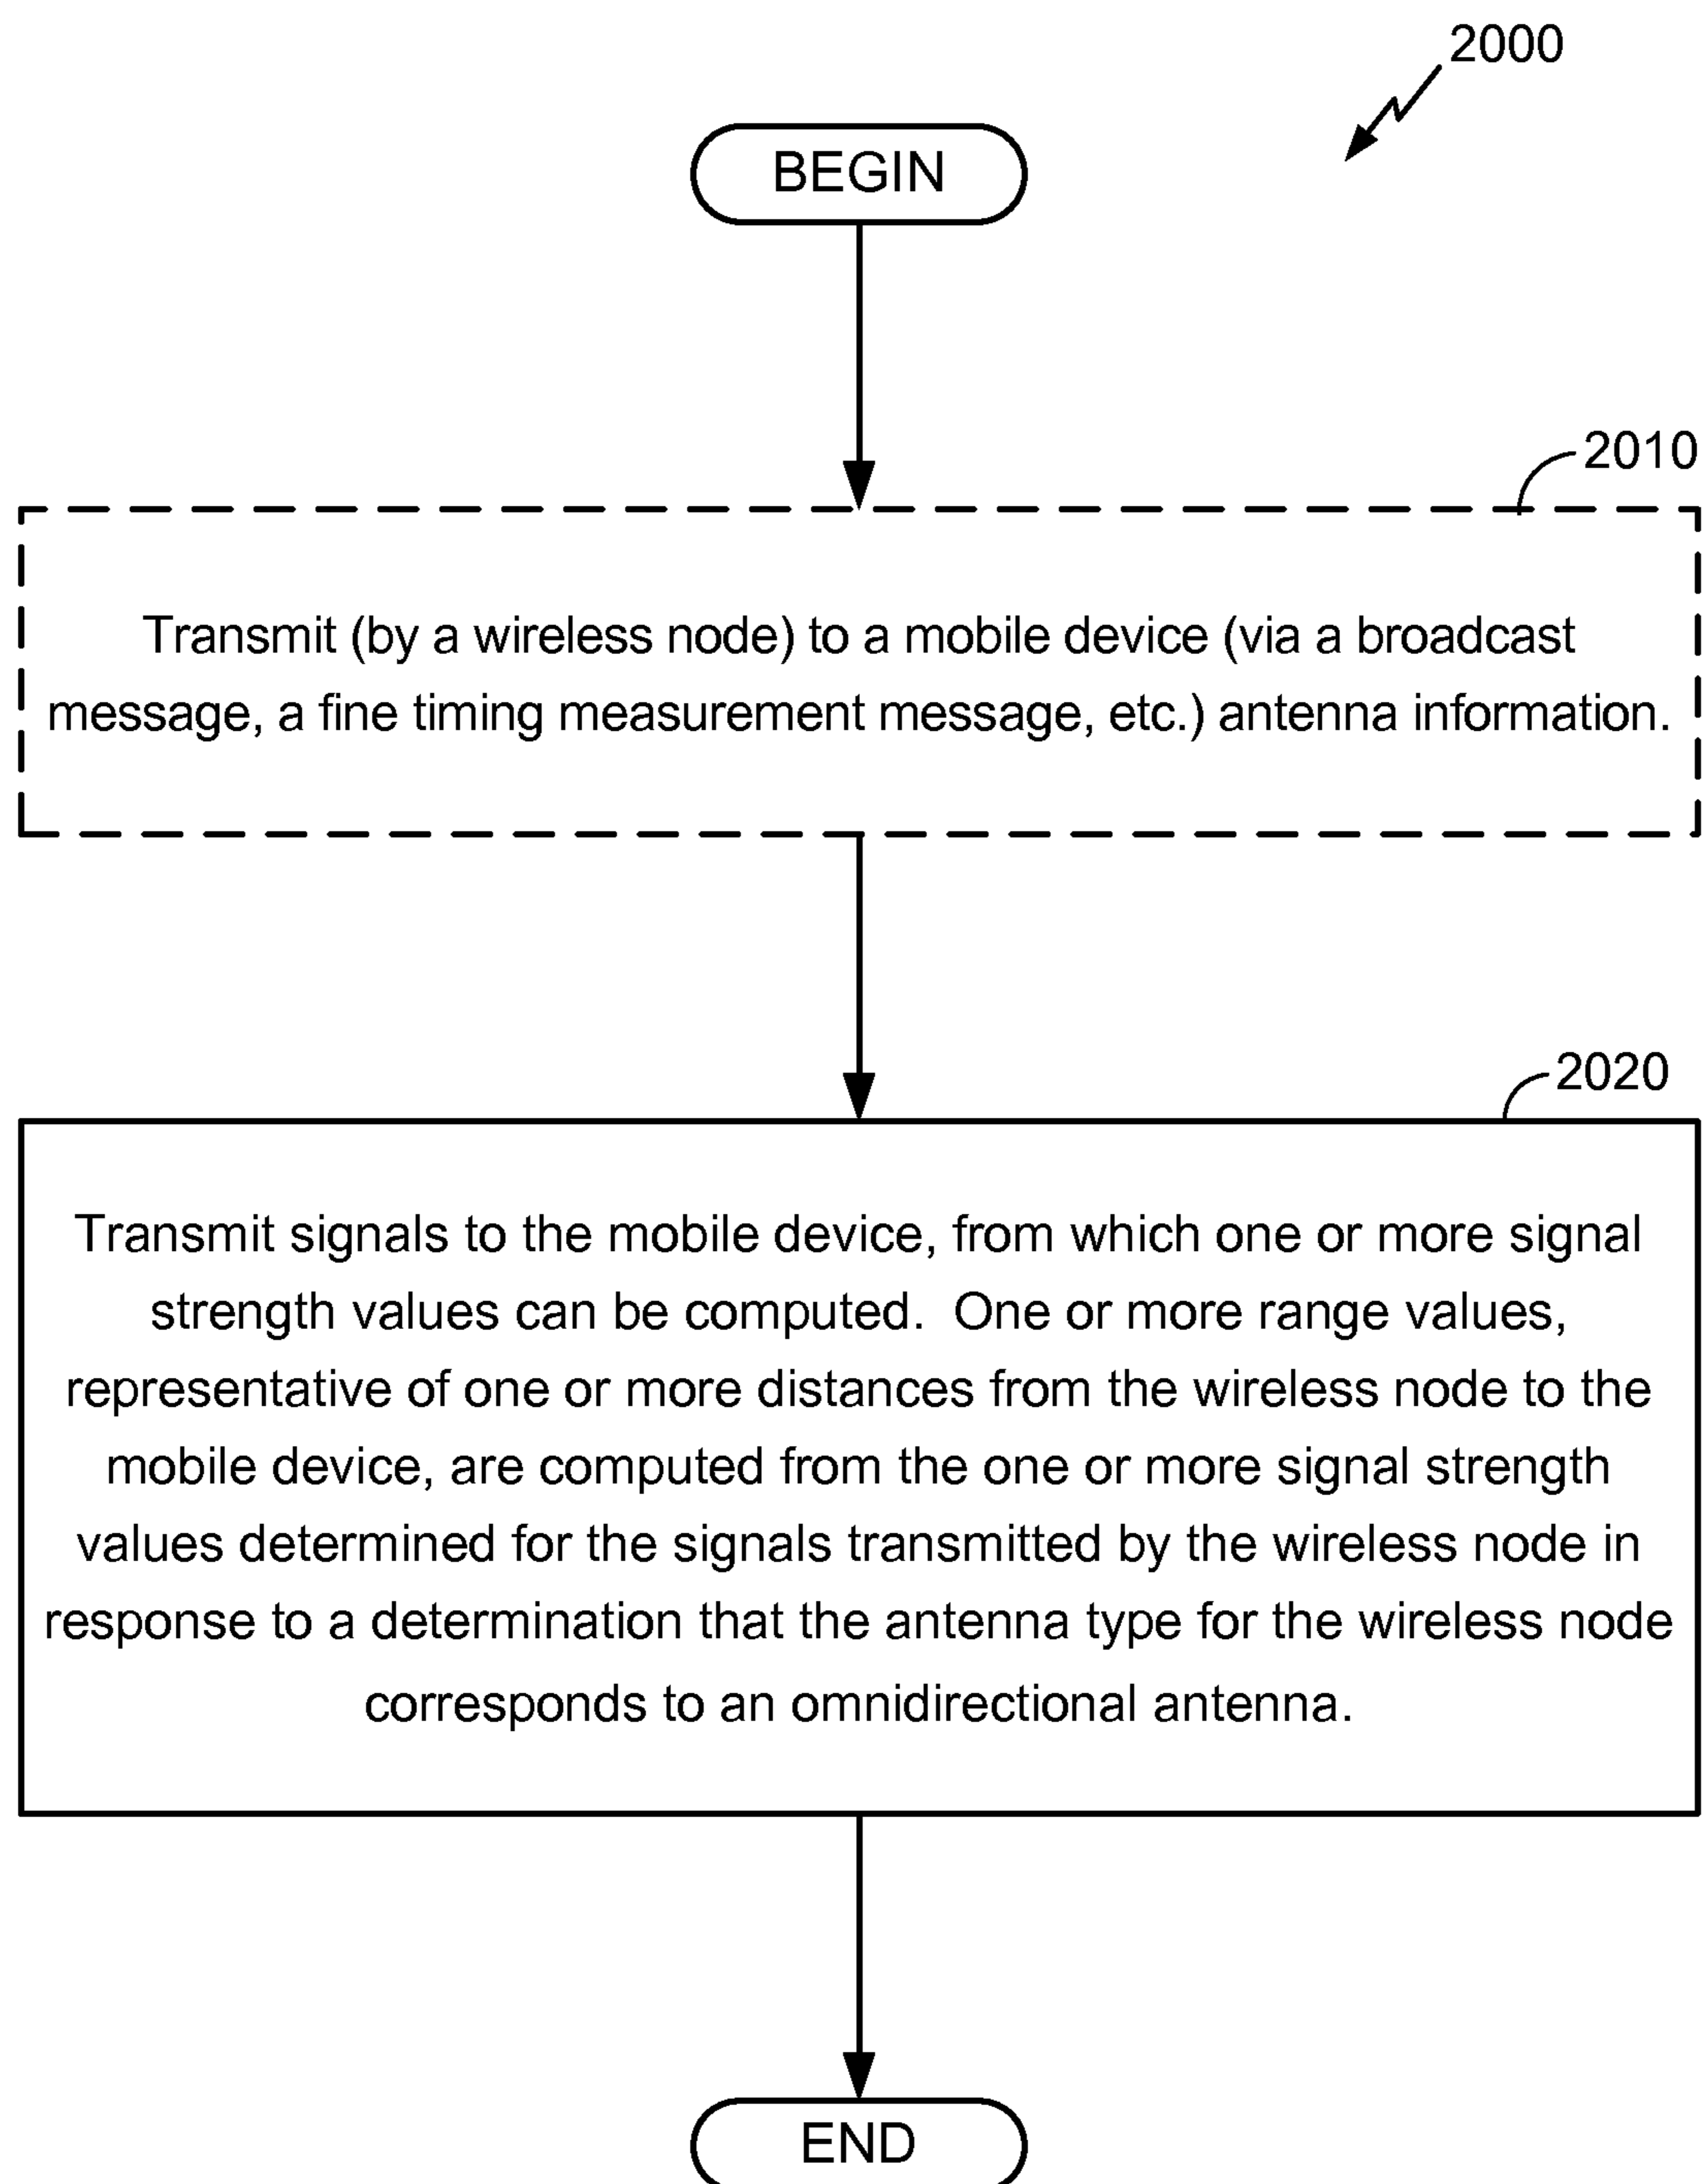 2000
BEGIN
2010
Transmit (by a wireless node) to a mobile device (via a broadcast
message, a fine timing measurement message, etc.) antenna information.
2020
Transmit signals to the mobile device, from which one or more signal
strength values can be computed.  One or more range values,
representative of one or more distances from the wireless node to the
mobile device, are computed from the one or more signal strength
values determined for the signals transmitted by the wireless node in
response to a determination that the antenna type for the wireless node
corresponds to an omnidirectional antenna.
END